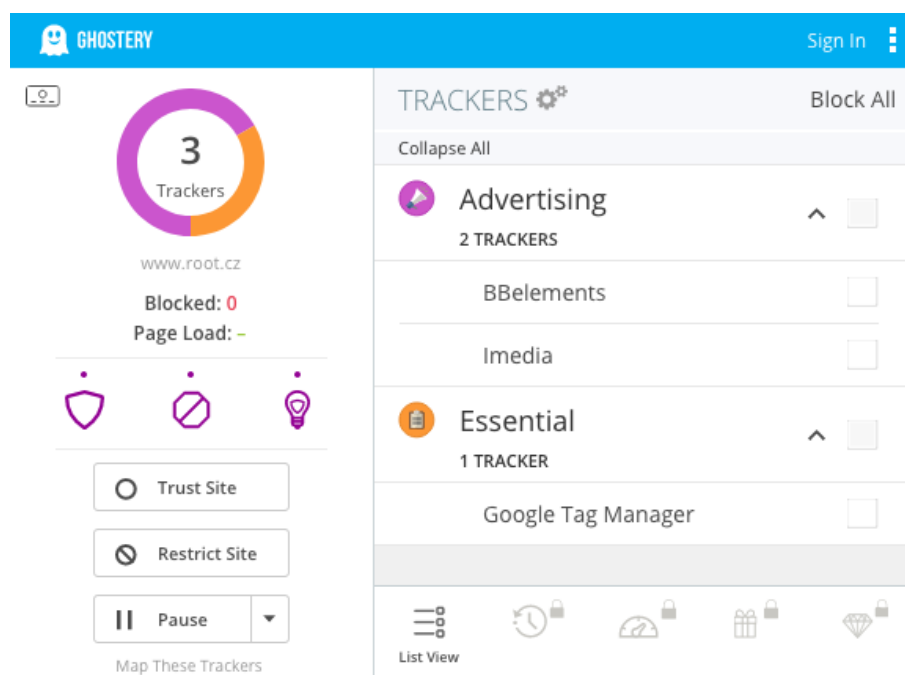 GHOSTERY
Sign In
3
Trackers
www.root.cz
Blocked: 0
Page Load: –
Trust Site
Restrict Site
Pause
Map These Trackers
TRACKERS
Block All
Collapse All
Advertising
2 TRACKERS
BBelements
Imedia
Essential
1 TRACKER
Google Tag Manager
List View